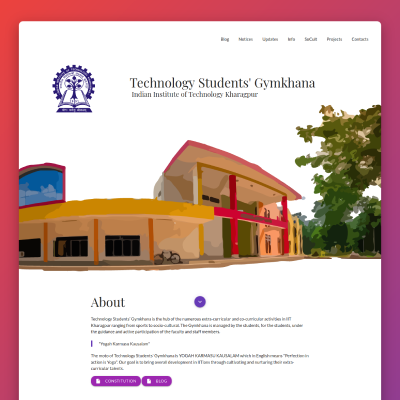 Blog Notices Updates Info SoCult Projects Contacts
Technology Students' Gymkhana
Indian Institute of Technology Kharagpur
About
Technology Students' Gymkhana is the hub of the numerous extra-curricular and co-curricular activities in IIT
Kharagpur ranging from sports to socio-cultural. The Gymkhana is managed by the students, for the students, under
the guidance and active participation of the faculty and staff members.
"Yogah Karmasu Kausalam"
The motto of Technology Students' Gymkhana is YOGAH KARMASU KAUSALAM which in English means "Perfection in
action is Yoga". Our goal is to bring overall development in IITians through cultivating and nurturing their extra-
curricular talents.
CONSTITUTION BLOG